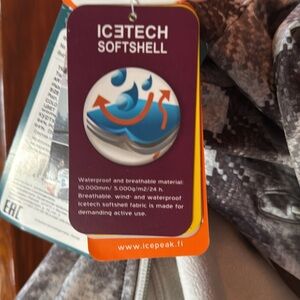 ICETECH
SOFTSHELL
Waterproof and breathable material:
10.000mm/ 5.000g/m2/24 h.
Breathable, wind- and waterproof
Icetech softshell fabric is made for
demanding active use.
www.icepeak.fi
EAC